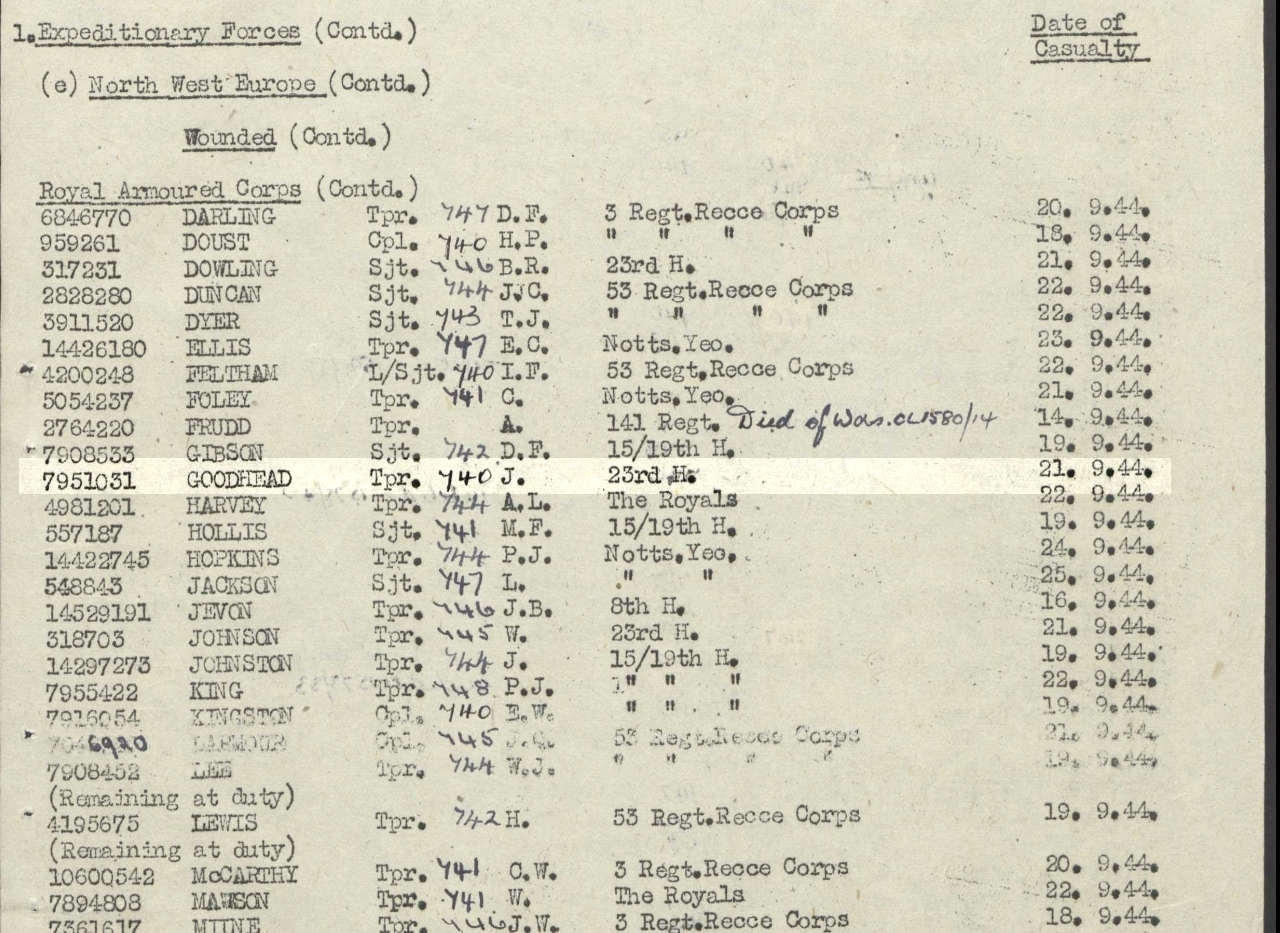 1. Expeditionary Forces (Contd.) Date of
Casualty
(e) North West Europe (Contd.)
Wounded (Contd.)
Royal Armoured Corps (Contd.)
6846770 DARLING Tpr. 747 D.F. 3 Regt.Recce Corps 20. 9.44.
959261 DOUST Cpl. 740 H.P. " " " " 18. 9.44.
317231 DOWLING Sjt. 746 B.R. 23rd H. 21. 9.44.
2828280 DUNCAN Sjt. 744 J.C. 53 Regt.Recce Corps 22. 9.44.
3911520 DYER Sjt. 743 T.J. " " " " 22. 9.44.
14426180 ELLIS Tpr. 747 E.C. Notts.Yeo. 23. 9.44.
4200248 FELTHAM L/Sjt. 740 I.F. 53 Regt.Recce Corps 22. 9.44.
5054237 FOLEY Tpr. 741 C. Notts.Yeo. 21. 9.44.
2764220 FRUDD Tpr. A. 141 Regt. Died of Wds. CL1580/14 14. 9.44.
7908533 GIBSON Sjt. 742 D.F. 15/19th H. 19. 9.44.
7951031 GOODHEAD Tpr. 740 J. 23rd H. 21. 9.44.
4981201 HARVEY Tpr. 744 A.L. The Royals 22. 9.44.
557187 HOLLIS Sjt. 741 M.F. 15/19th H. 19. 9.44.
14422745 HOPKINS Tpr. 744 P.J. Notts.Yeo. 24. 9.44.
548843 JACKSON Sjt. 747 L. " " 25. 9.44.
14529191 JEVON Tpr. 746 J.B. 8th H. 16. 9.44.
318703 JOHNSON Tpr. 745 W. 23rd H. 21. 9.44.
14297273 JOHNSTON Tpr. 744 J. 15/19th H. 19. 9.44.
7955422 KING Tpr. 748 P.J. " " " 22. 9.44.
7916054 KINGSTON Cpl. 740 E.W. " " " 19. 9.44.
6920 LARMOUR Cpl. 745 53 Regt.Recce Corps 21. 9.44.
7908452 LEE Tpr. 744 W.J. " " " " 19. 9.44.
(Remaining at duty)
4195675 LEWIS Tpr. 742 H. 53 Regt.Recce Corps 19. 9.44.
(Remaining at duty)
10600542 McCARTHY Tpr. 741 C.W. 3 Regt.Recce Corps 20. 9.44.
7894808 MAWSON Tpr. 741 W. The Royals 22. 9.44.
7361617 MILNE Tpr. 746 J.W. 3 Regt.Recce Corps 18. 9.44.